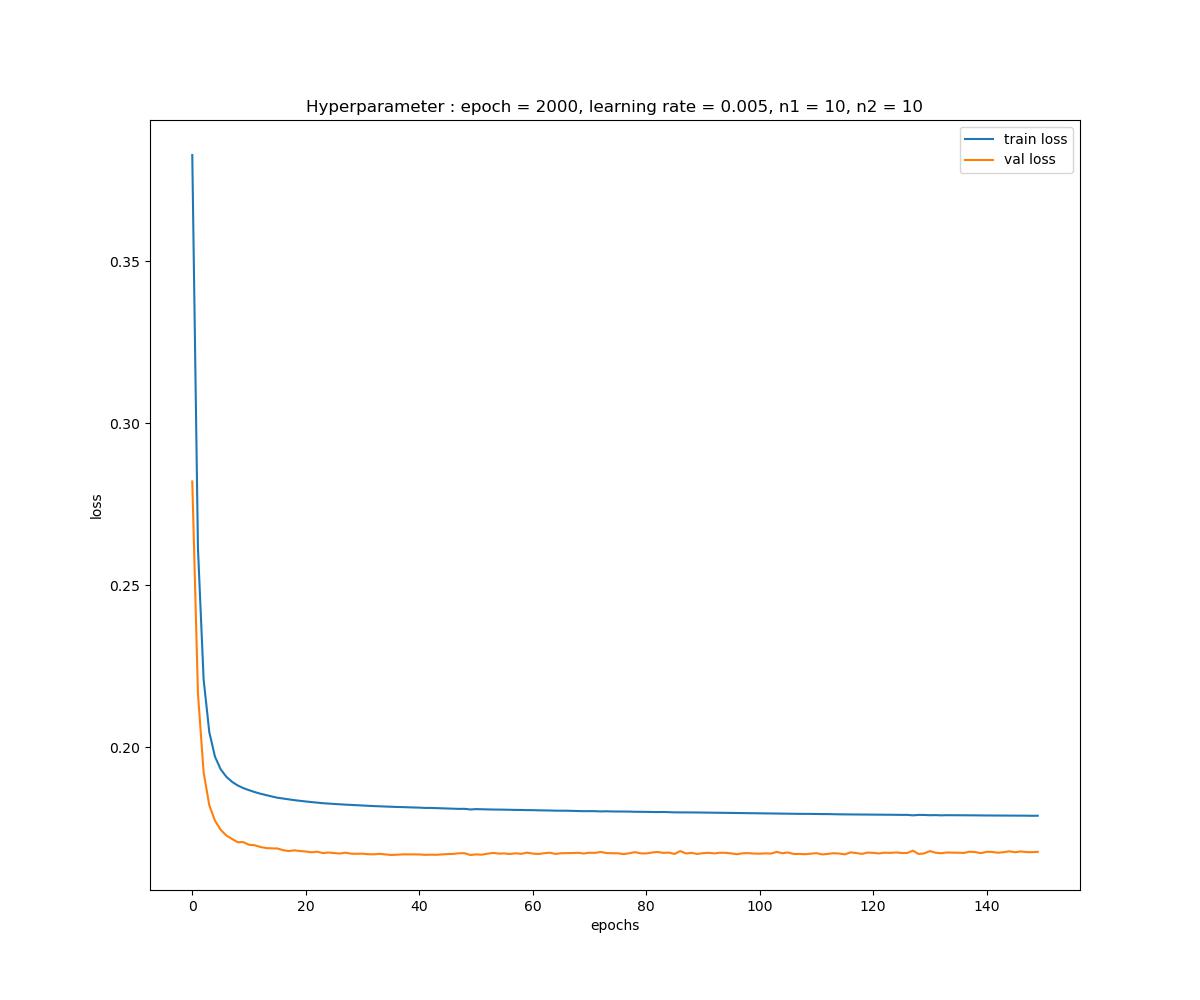 Hyperparameter : epoch = 2000, learning rate = 0.005, n1 = 10, n2 = 10
train loss
val loss
0.35
0.30
0.25
0.20
loss
0 20 40 60 80 100 120 140
epochs